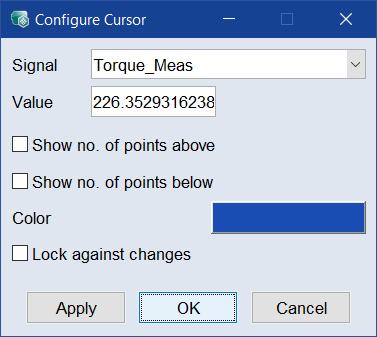 Configure Cursor
Signal Torque_Meas
Value 226.3529316238
Show no. of points above
Show no. of points below
Color
Lock against changes
Apply OK Cancel